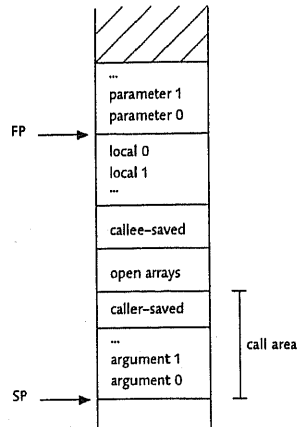 ...
parameter 1
parameter 0
FP
local 0
local 1
...
callee-saved
open arrays
caller-saved
...
argument 1
argument 0
call area
SP